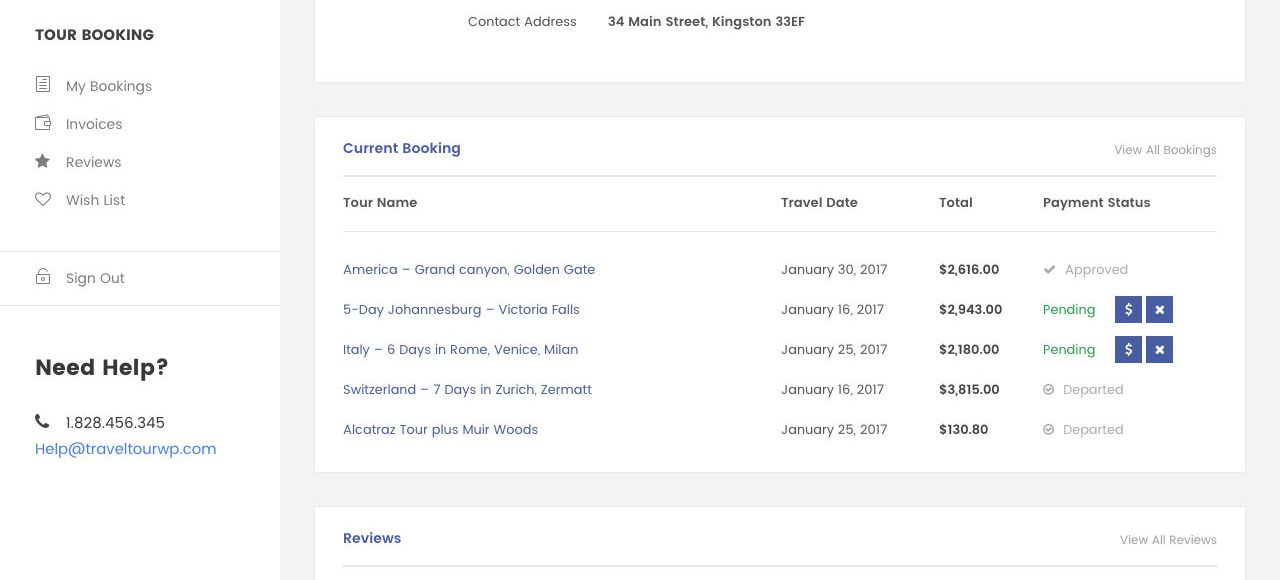 TOUR BOOKING
My Bookings
Invoices
Reviews
Wish List
Sign Out
Need Help?
1.828.456.345
Help@traveltourwp.com
Contact Address 34 Main Street, Kingston 33EF
Current Booking View All Bookings
Tour Name Travel Date Total Payment Status
America – Grand canyon, Golden Gate January 30, 2017 $2,616.00 Approved
5-Day Johannesburg – Victoria Falls January 16, 2017 $2,943.00 Pending $
Italy – 6 Days in Rome, Venice, Milan January 25, 2017 $2,180.00 Pending $
Switzerland – 7 Days in Zurich, Zermatt January 16, 2017 $3,815.00 Departed
Alcatraz Tour plus Muir Woods January 25, 2017 $130.80 Departed
Reviews View All Reviews